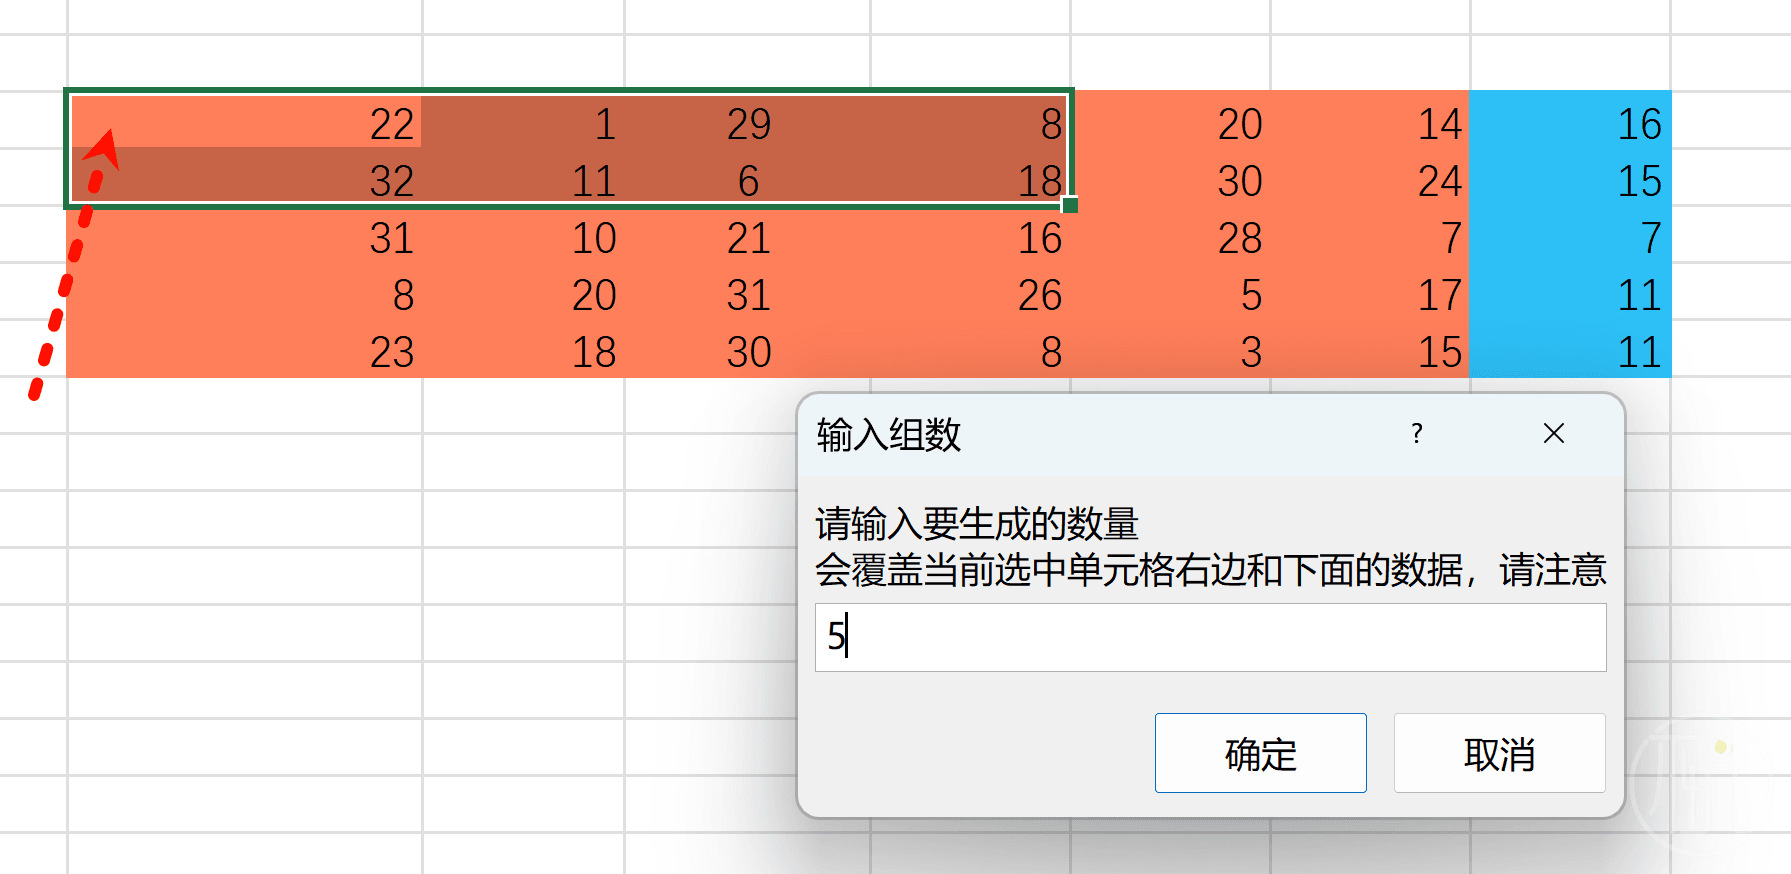 22 1 29 8 20 14 16
32 11 6 18 30 24 15
31 10 21 16 28 7 7
8 20 31 26 5 17 11
23 18 30 8 3 15 11
输入组数 ? ×
请输入要生成的数量
会覆盖当前选中单元格右边和下面的数据，请注意
5
确定 取消